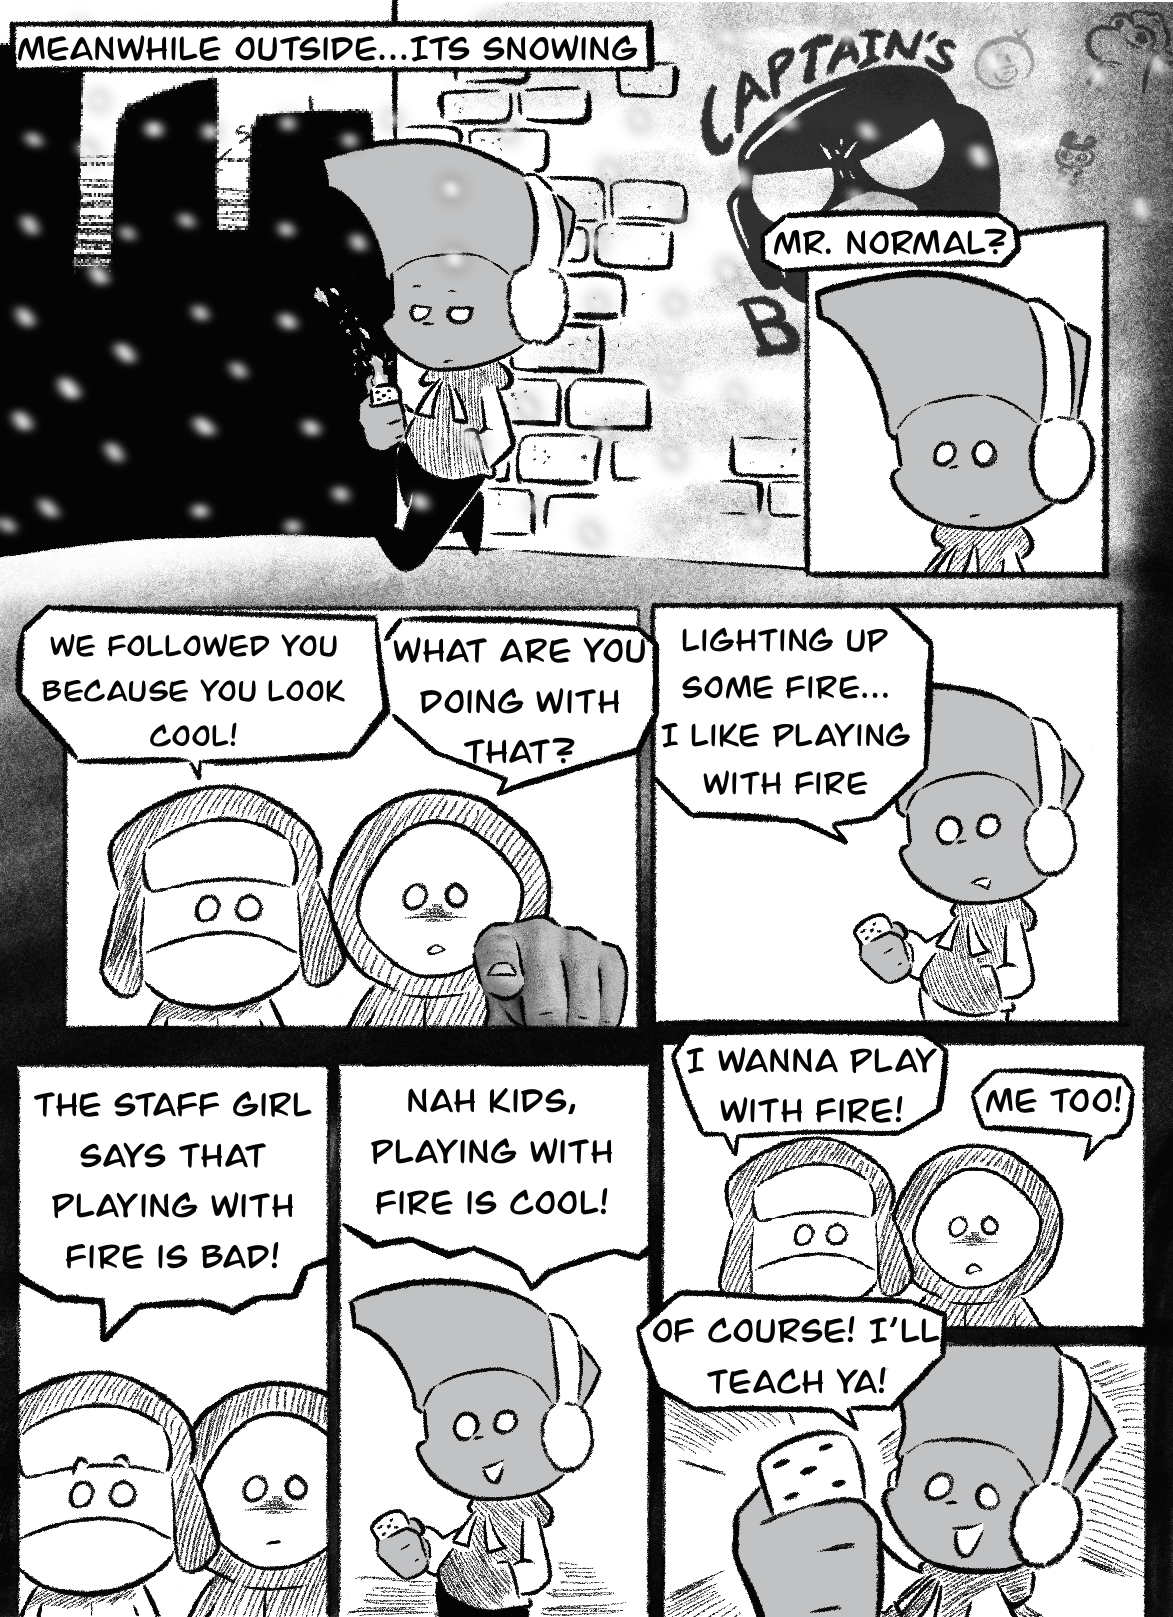 MEANWHILE OUTSIDE...ITS SNOWING
CAPTAIN'S
B
MR. NORMAL?
WE FOLLOWED YOU
BECAUSE YOU LOOK
COOL!
WHAT ARE YOU
DOING WITH
THAT?
LIGHTING UP
SOME FIRE...
I LIKE PLAYING
WITH FIRE
THE STAFF GIRL
SAYS THAT
PLAYING WITH
FIRE IS BAD!
NAH KIDS,
PLAYING WITH
FIRE IS COOL!
I WANNA PLAY
WITH FIRE!
ME TOO!
OF COURSE! I'LL
TEACH YA!